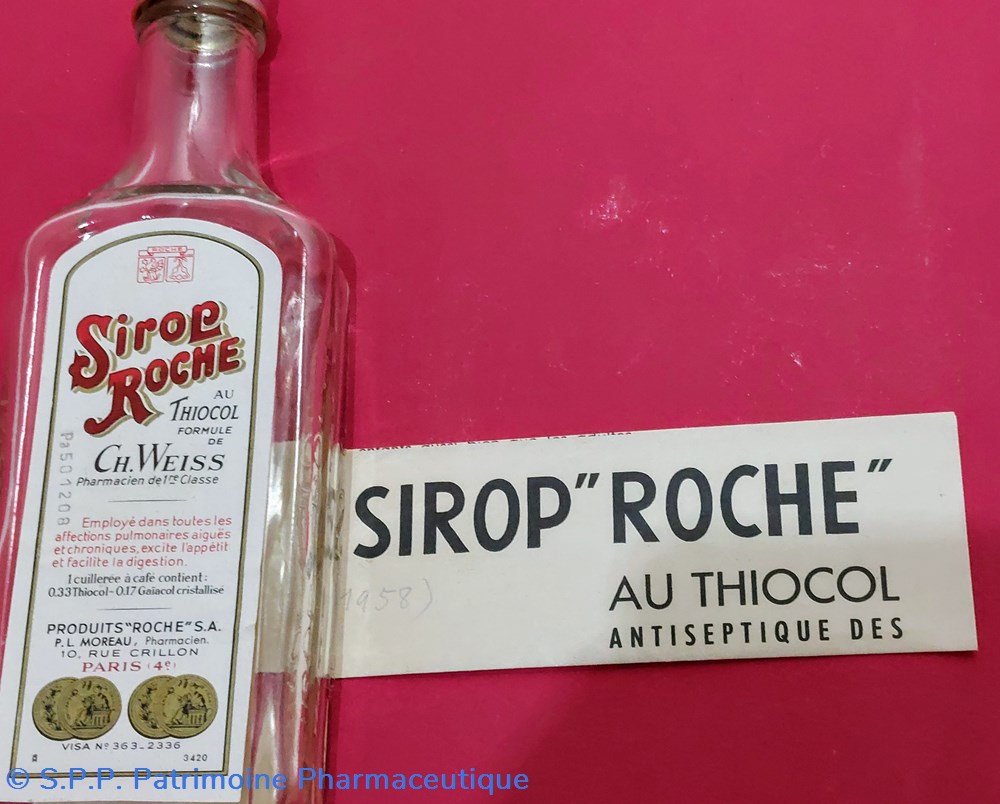 ROCHE
Sirop
ROCHE
AU
THIOCOL
FORMULE
DE
CH. WEISS
Pharmacien de 1re Classe
Pa501208
Employé dans toutes les
affections pulmonaires aiguës
et chroniques, excite l'appétit
et facilite la digestion.
1 cuillerée à café contient:
0.33 Thiocol-0.17 Gaïacol cristallisé
PRODUITS "ROCHE" S.A.
P. L. MOREAU, Pharmacien.
10, RUE CRILLON
PARIS (4e)
VISA No 363-2336
3420
SIROP "ROCHE"
(1958)
AU THIOCOL
ANTISEPTIQUE DES
© S.P.P. Patrimoine Pharmaceutique